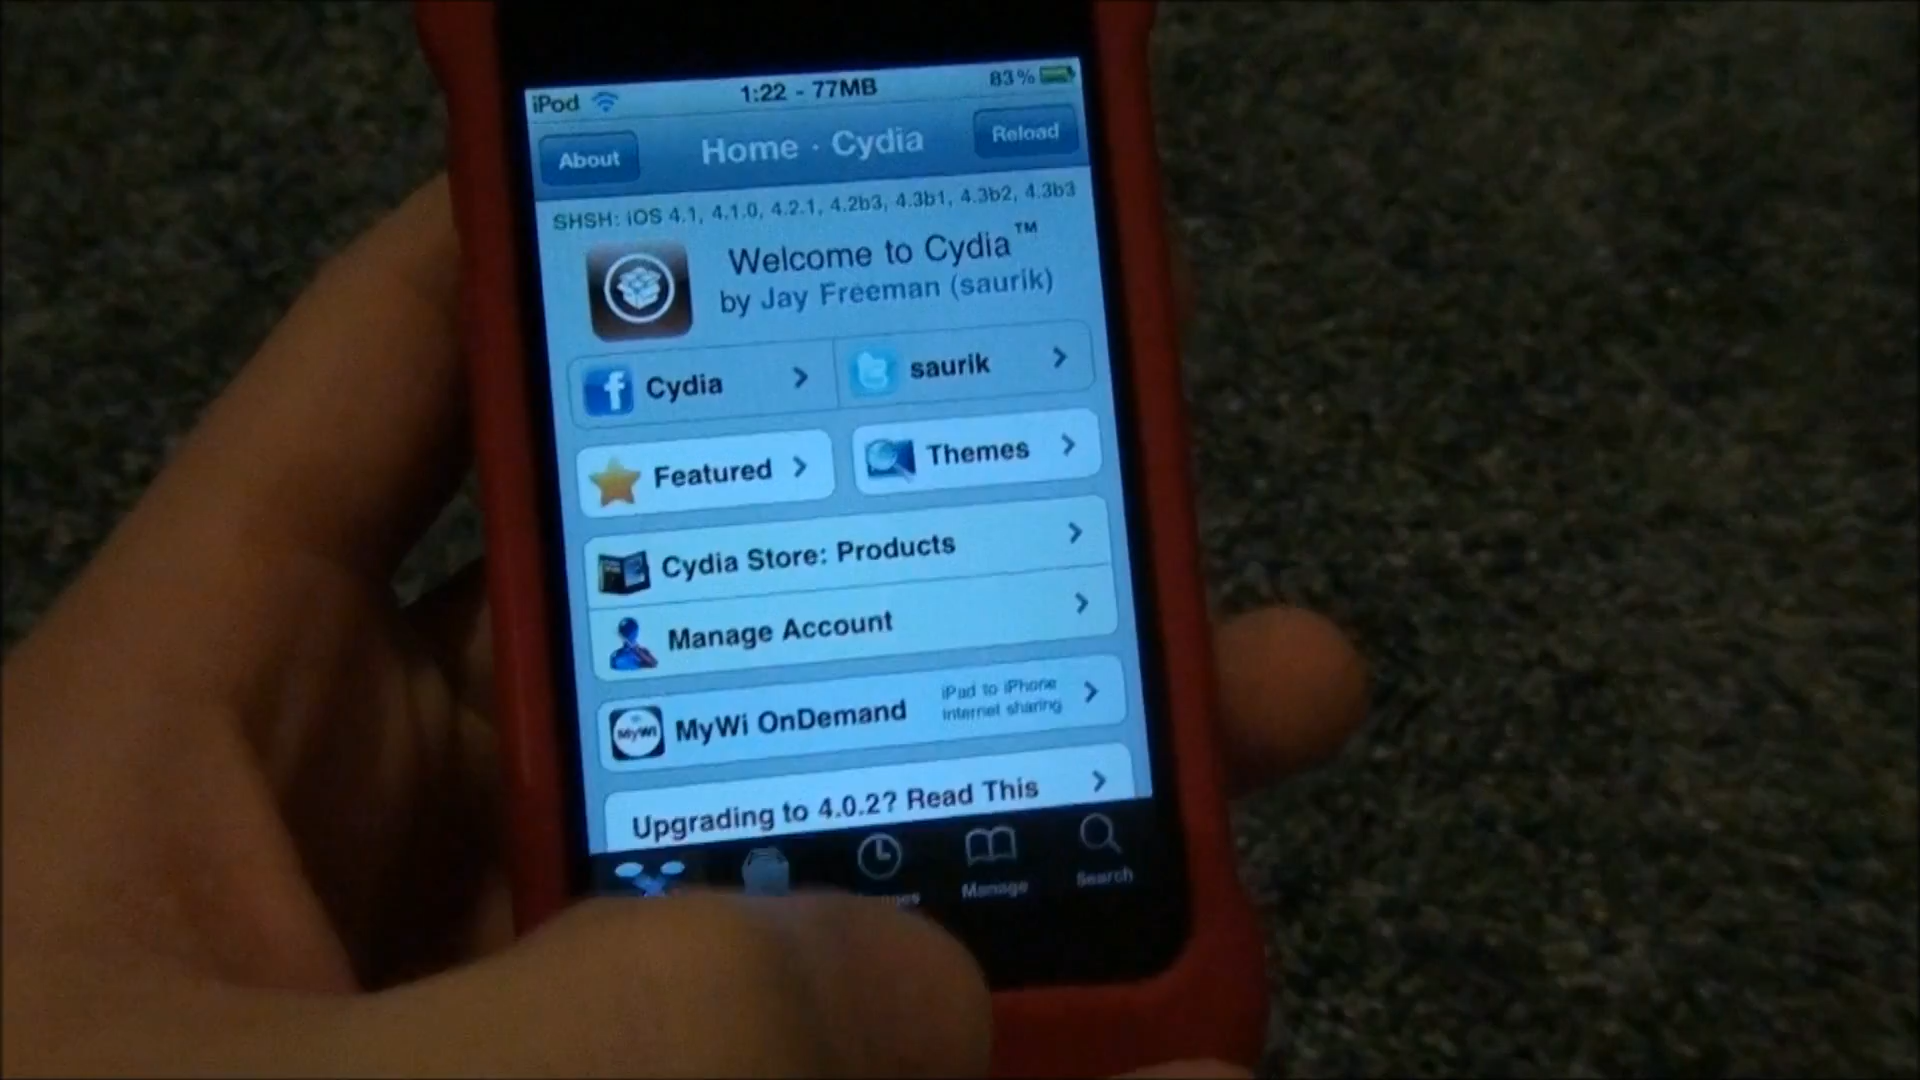 iPod 1:22 - 77MB 83%
About Home · Cydia Reload
SHSH: iOS 4.1, 4.1.0, 4.2.1, 4.2b3, 4.3b1, 4.3b2, 4.3b3
Welcome to Cydia™
by Jay Freeman (saurik)
f Cydia saurik
Featured Themes
Cydia Store: Products
Manage Account
MyWi MyWi OnDemand iPad to iPhone
Internet sharing
Upgrading to 4.0.2? Read This
Manage Search